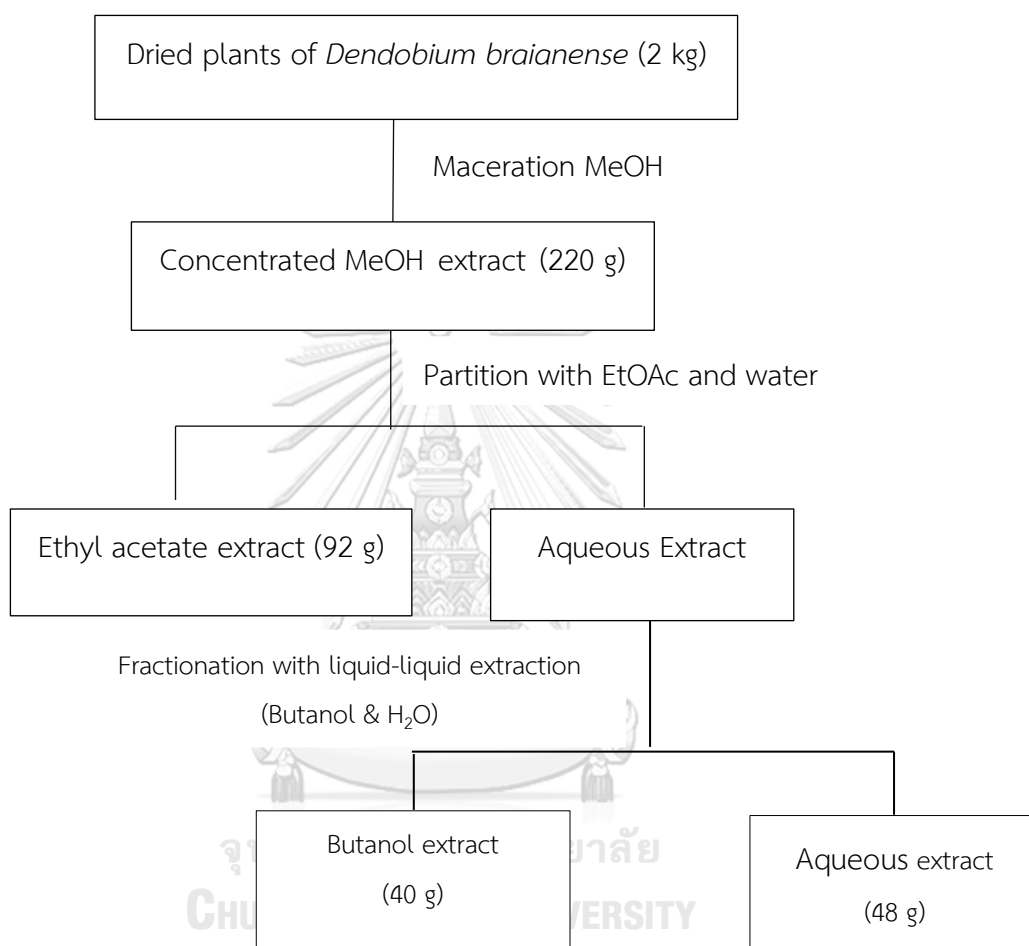 Dried plants of Dendobium braianense (2 kg)
Maceration MeOH
Concentrated MeOH extract (220 g)
Partition with EtOAc and water
Ethyl acetate extract (92 g)
Aqueous Extract
Fractionation with liquid-liquid extraction
(Butanol & H₂O)
Butanol extract
(40 g)
Aqueous extract
(48 g)